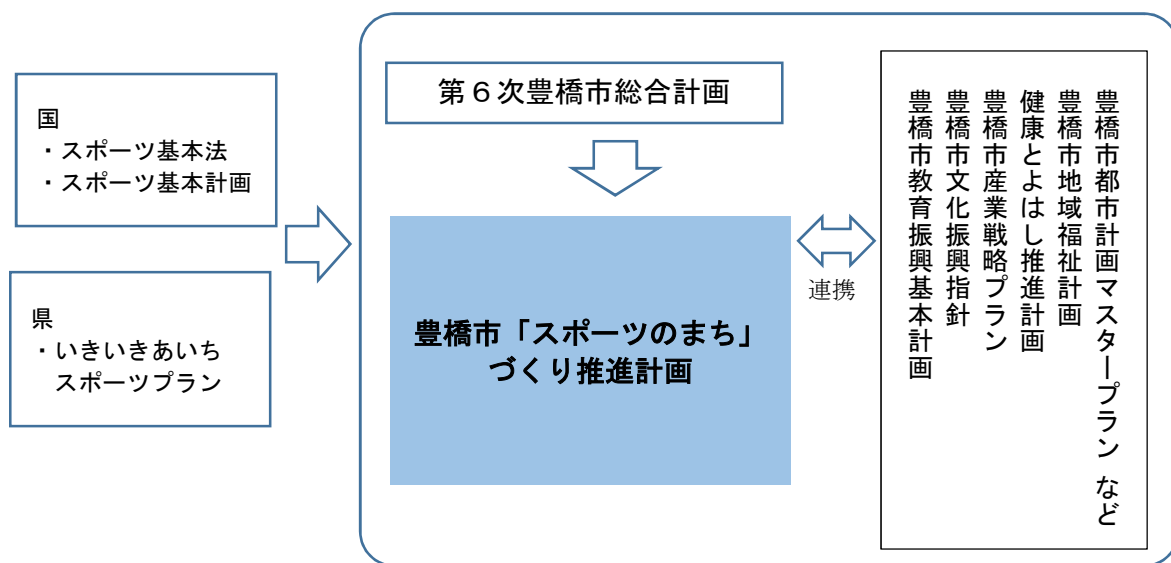 国
・スポーツ基本法
・スポーツ基本計画
県
・いきいきあいち
スポーツプラン
第６次豊橋市総合計画
豊橋市「スポーツのまち」
づくり推進計画
連携
豊橋市都市計画マスタープラン など
豊橋市地域福祉計画
健康とよはし推進計画
豊橋市産業戦略プラン
豊橋市文化振興指針
豊橋市教育振興基本計画